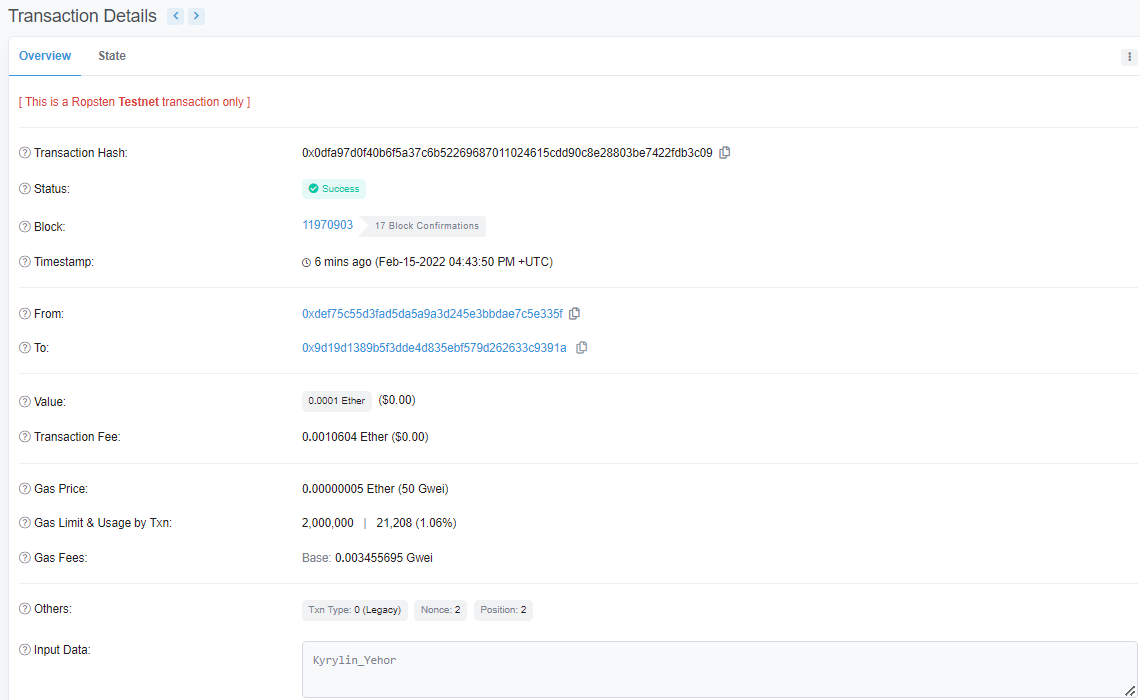 Transaction Details
Overview State
[ This is a Ropsten Testnet transaction only ]
Transaction Hash: 0x0dfa97d0f40b6f5a37c6b52269687011024615cdd90c8e28803be7422fdb3c09
Status: Success
Block: 11970903 17 Block Confirmations
Timestamp: 6 mins ago (Feb-15-2022 04:43:50 PM +UTC)
From: 0xdef75c55d3fad5da5a9a3d245e3bbdae7c5e335f
To: 0x9d19d1389b5f3dde4d835ebf579d262633c9391a
Value: 0.0001 Ether ($0.00)
Transaction Fee: 0.0010604 Ether ($0.00)
Gas Price: 0.00000005 Ether (50 Gwei)
Gas Limit & Usage by Txn: 2,000,000 | 21,208 (1.06%)
Gas Fees: Base: 0.003455695 Gwei
Others: Txn Type: 0 (Legacy) Nonce: 2 Position: 2
Input Data: Kyrylin_Yehor